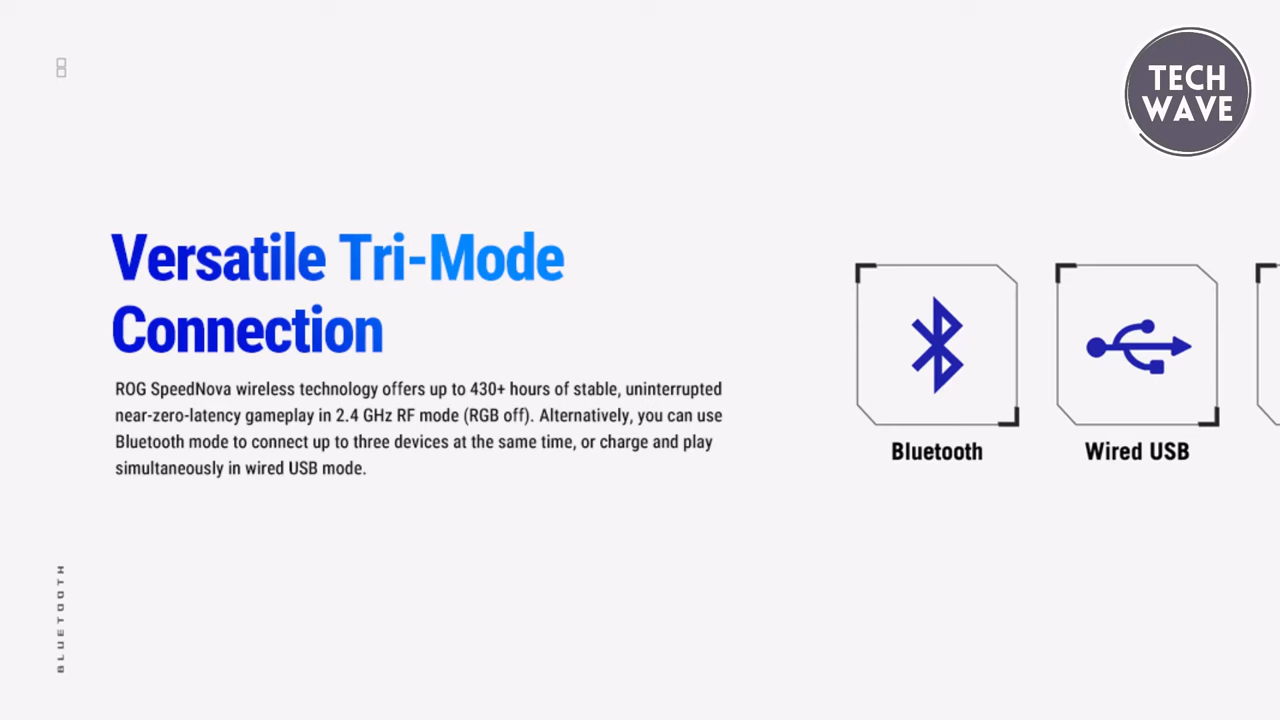 TECH
WAVE
Versatile Tri-Mode
Connection
ROG SpeedNova wireless technology offers up to 430+ hours of stable, uninterrupted
near-zero-latency gameplay in 2.4 GHz RF mode (RGB off). Alternatively, you can use
Bluetooth mode to connect up to three devices at the same time, or charge and play
simultaneously in wired USB mode.
Bluetooth
Wired USB
BLUETOOTH